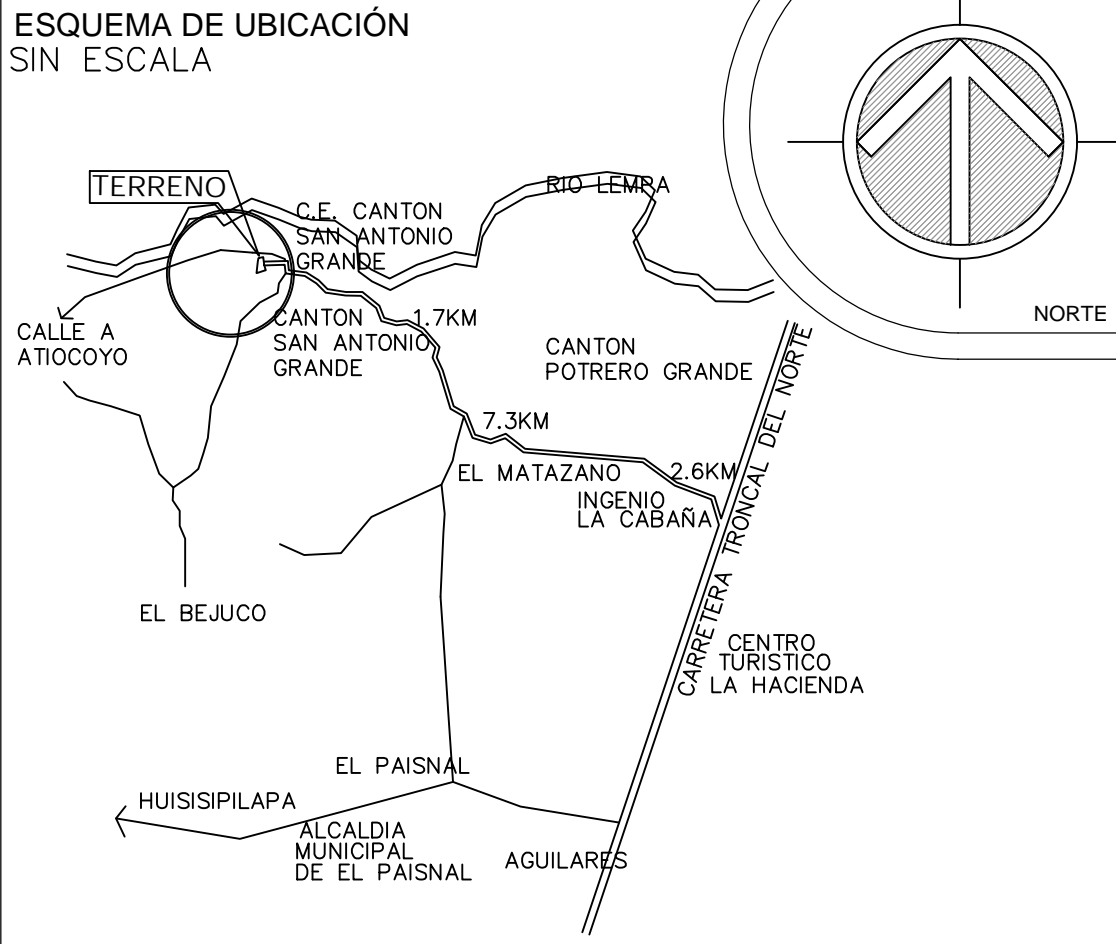 ESQUEMA DE UBICACIÓN
SIN ESCALA
NORTE
TERRENO
RIO LEMPA
C.E. CANTON
SAN ANTONIO
GRANDE
CALLE A
ATIOCOYO
CANTON
SAN ANTONIO
GRANDE
1.7KM
CANTON
POTRERO GRANDE
7.3KM
EL MATAZANO
2.6KM
INGENIO
LA CABAÑA
CARRETERA TRONCAL DEL NORTE
EL BEJUCO
CENTRO
TURISTICO
LA HACIENDA
EL PAISNAL
HUISISIPILAPA
ALCALDIA
MUNICIPAL
DE EL PAISNAL
AGUILARES